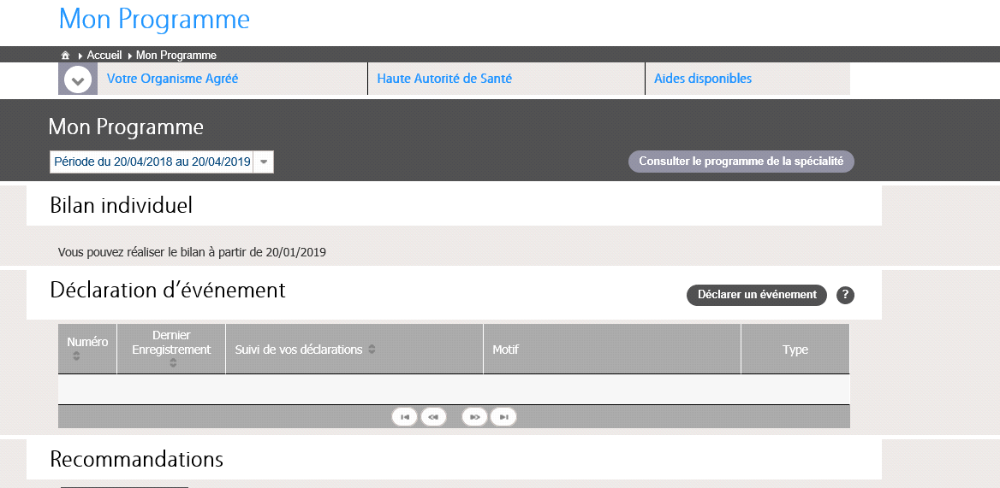 Mon Programme
Accueil Mon Programme
Votre Organisme Agréé Haute Autorité de Santé Aides disponibles
Mon Programme
Période du 20/04/2018 au 20/04/2019 Consulter le programme de la spécialité
Bilan individuel
Vous pouvez réaliser le bilan à partir de 20/01/2019
Déclaration d'événement Déclarer un événement ?
Numéro Dernier Enregistrement Suivi de vos déclarations Motif Type
Recommandations